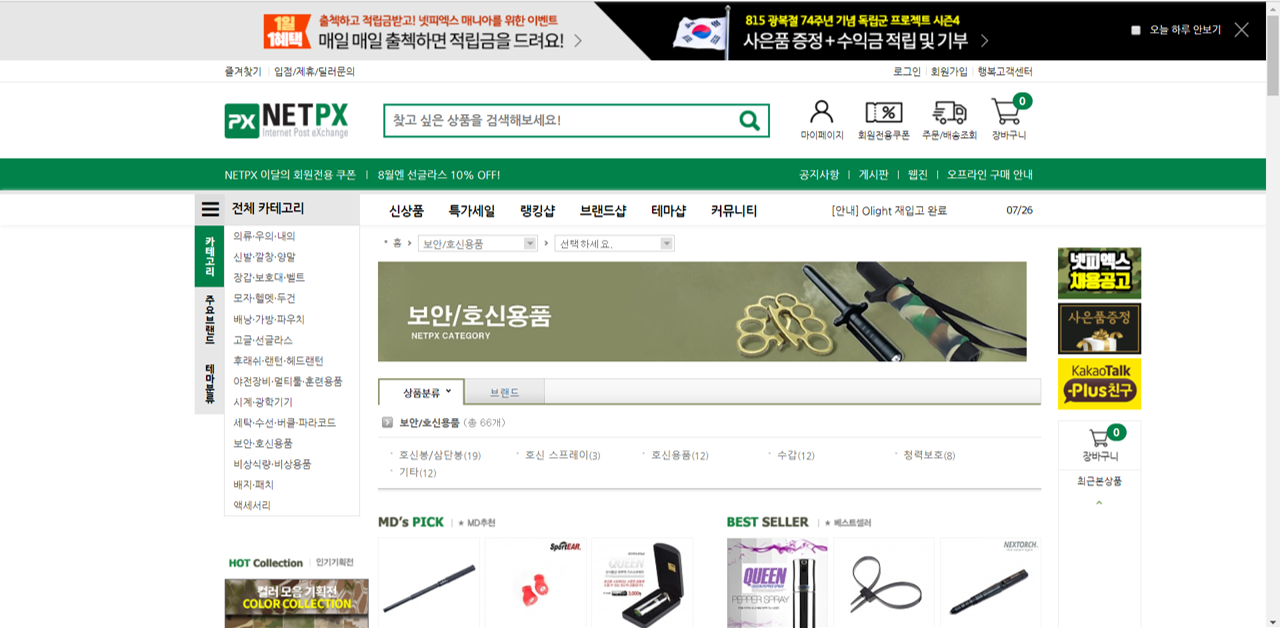 1일 혜택
출첵하고 적립금받고! 넷피엑스 매니아를 위한 이벤트
매일 매일 출첵하면 적립금을 드려요!
815 광복절 74주년 기념 독립군 프로젝트 시즌4
사은품 증정 + 수익금 적립 및 기부
오늘 하루 안보기
즐겨찾기 입점/제휴/딜러문의
로그인 회원가입 행복고객센터
PX NETPX
Internet Post eXchange
찾고 싶은 상품을 검색해보세요!
마이페이지 회원전용쿠폰 주문/배송조회 장바구니 0
NETPX 이달의 회원전용 쿠폰 | 8월엔 선글라스 10% OFF!
공지사항 | 게시판 | 웹진 | 오프라인 구매 안내
전체 카테고리
신상품 특가세일 랭킹샵 브랜드샵 테마샵 커뮤니티
[안내] Olight 재입고 완료 07/26
카테고리
주요브랜드
테마분류
의류·우의·내의
신발·깔창·양말
장갑·보호대·벨트
모자·헬멧·두건
배낭·가방·파우치
고글·선글라스
후래쉬·랜턴·헤드랜턴
야전장비·멀티툴·훈련용품
시계·광학기기
세탁·수선·버클·파라코드
보안·호신용품
비상식량·비상용품
배지·패치
액세서리
홈 > 보안/호신용품 > 선택하세요.
보안/호신용품
NETPX CATEGORY
상품분류 브랜드
보안/호신용품 (총 66개)
호신봉/삼단봉(19) 호신 스프레이(3) 호신용품(12) 수갑(12) 청력보호(8)
기타(12)
MD's PICK | ★ MD추천
BEST SELLER | ★ 베스트셀러
SportEAR.
QUEEN
3,000
QUEEN
PEPPER SPRAY
NEXTORCH
HOT Collection | 인기기획전
컬러 모음 기획전
COLOR COLLECTION
넷피엑스
채용공고
사은품증정
KakaoTalk
Plus친구
0
장바구니
최근본상품